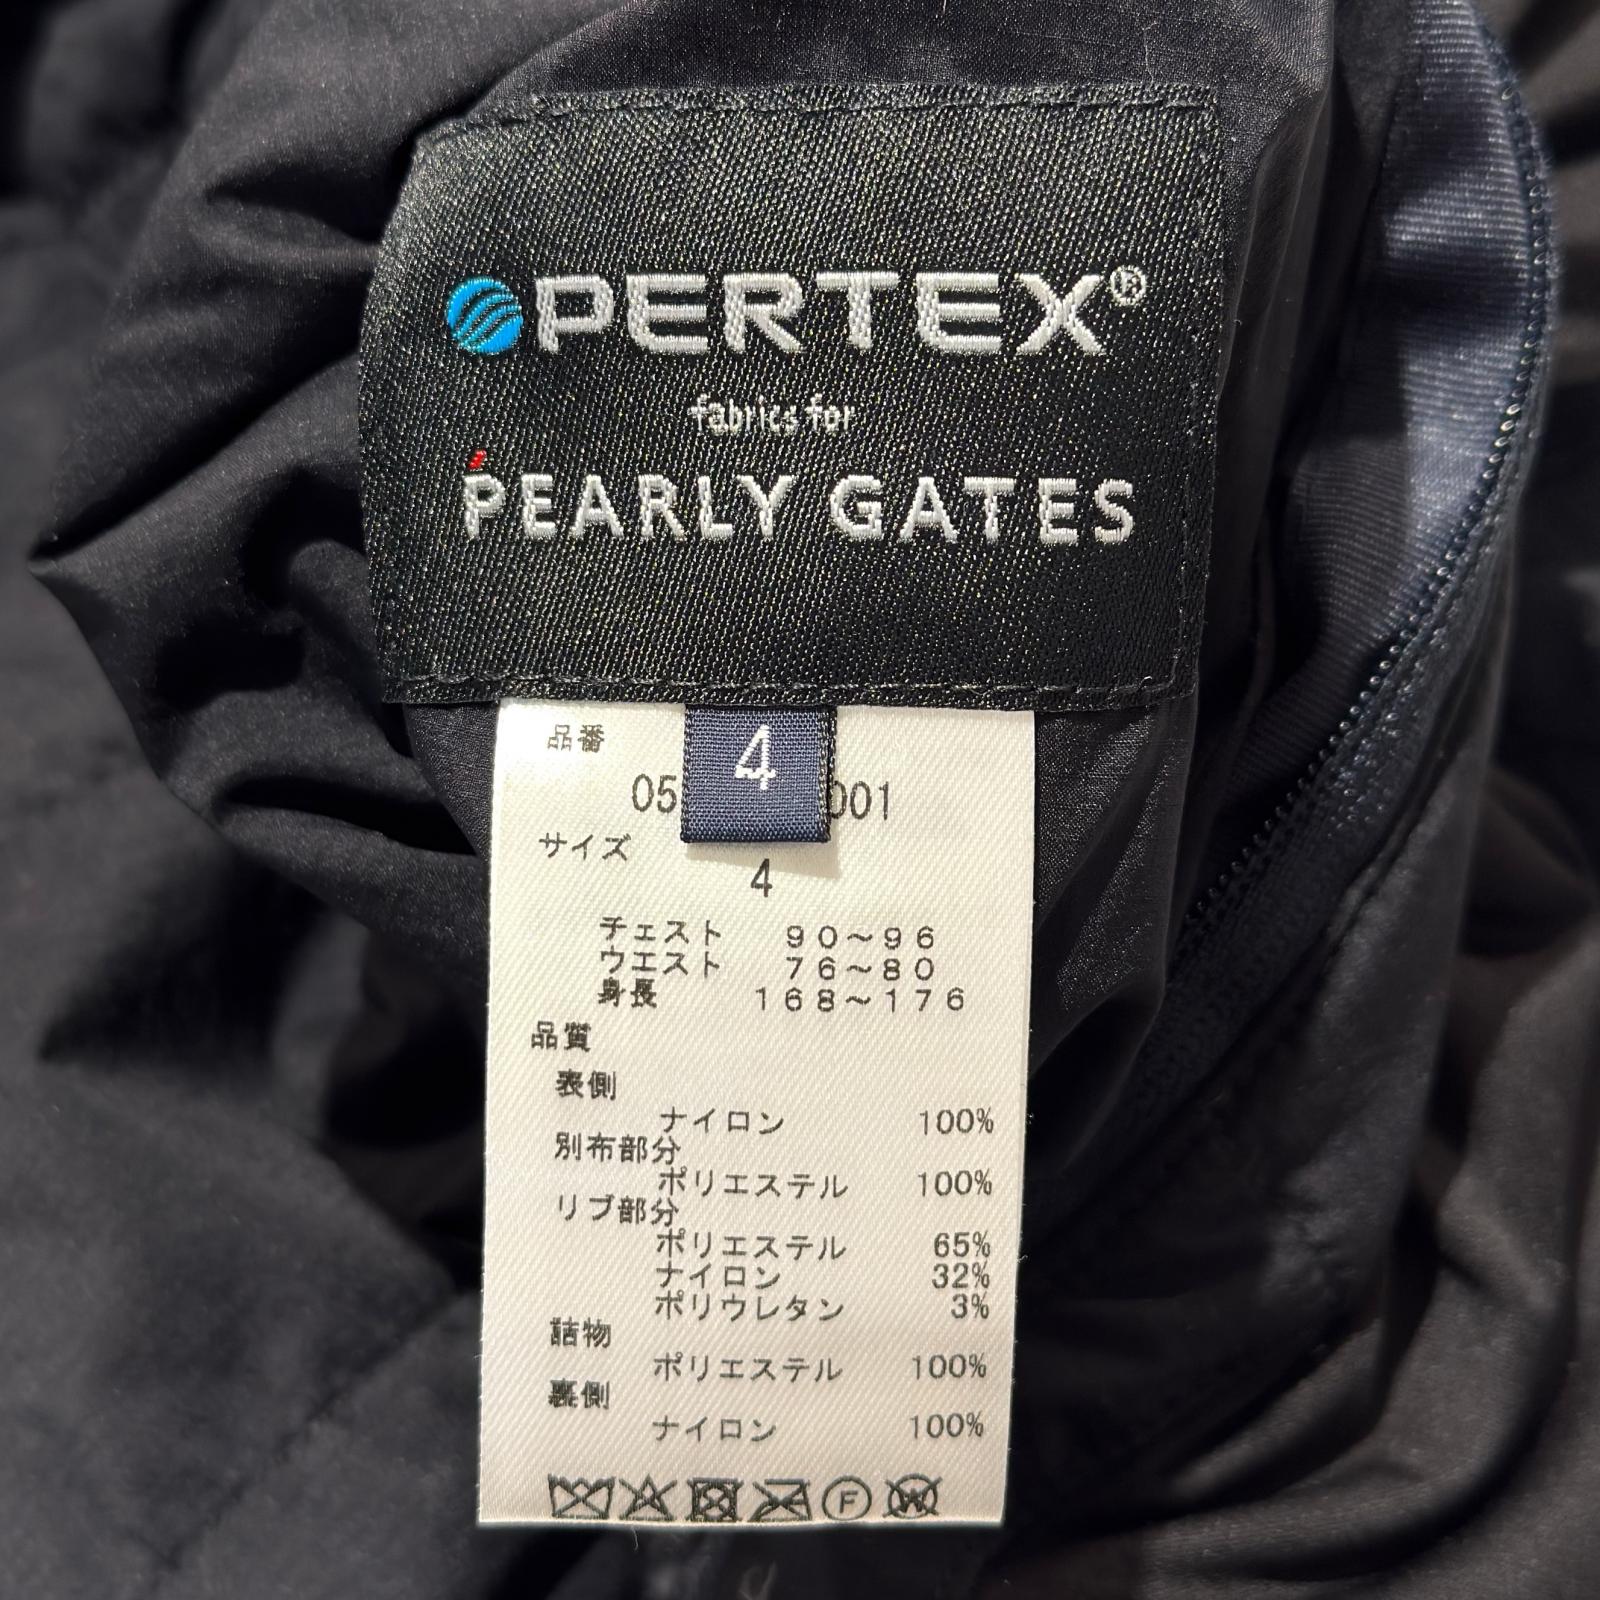 PERTEX®
fabrics for
PEARLY GATES
4
品番
05 001
サイズ
4
チェスト 90～96
ウエスト 76～80
身長 168～176
品質
表側
ナイロン 100%
別布部分
ポリエステル 100%
リブ部分
ポリエステル 65%
ナイロン 32%
ポリウレタン 3%
詰物
ポリエステル 100%
裏側
ナイロン 100%
F W